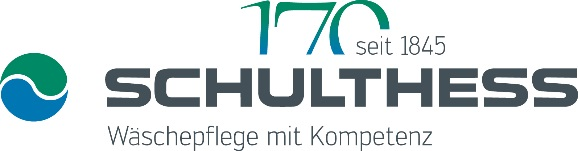 170 seit 1845
SCHULTHESS
Wäschepflege mit Kompetenz